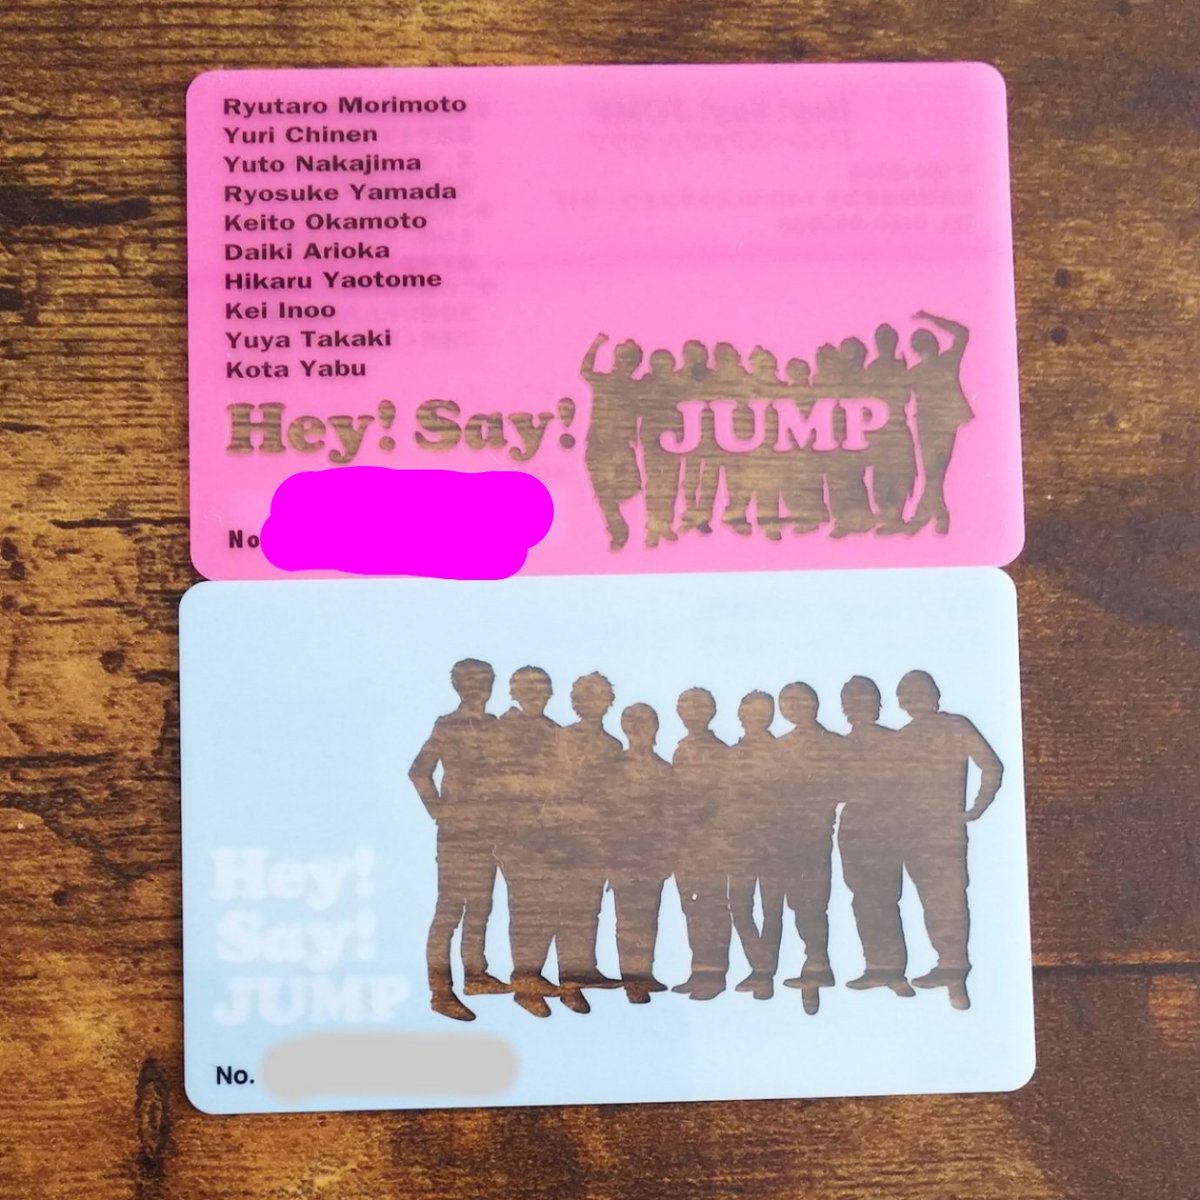 Ryutaro Morimoto
Yuri Chinen
Yuto Nakajima
Ryosuke Yamada
Keito Okamoto
Daiki Arioka
Hikaru Yaotome
Kei Inoo
Yuya Takaki
Kota Yabu
Hey! Say! JUMP
No
Hey!
Say!
JUMP
No.